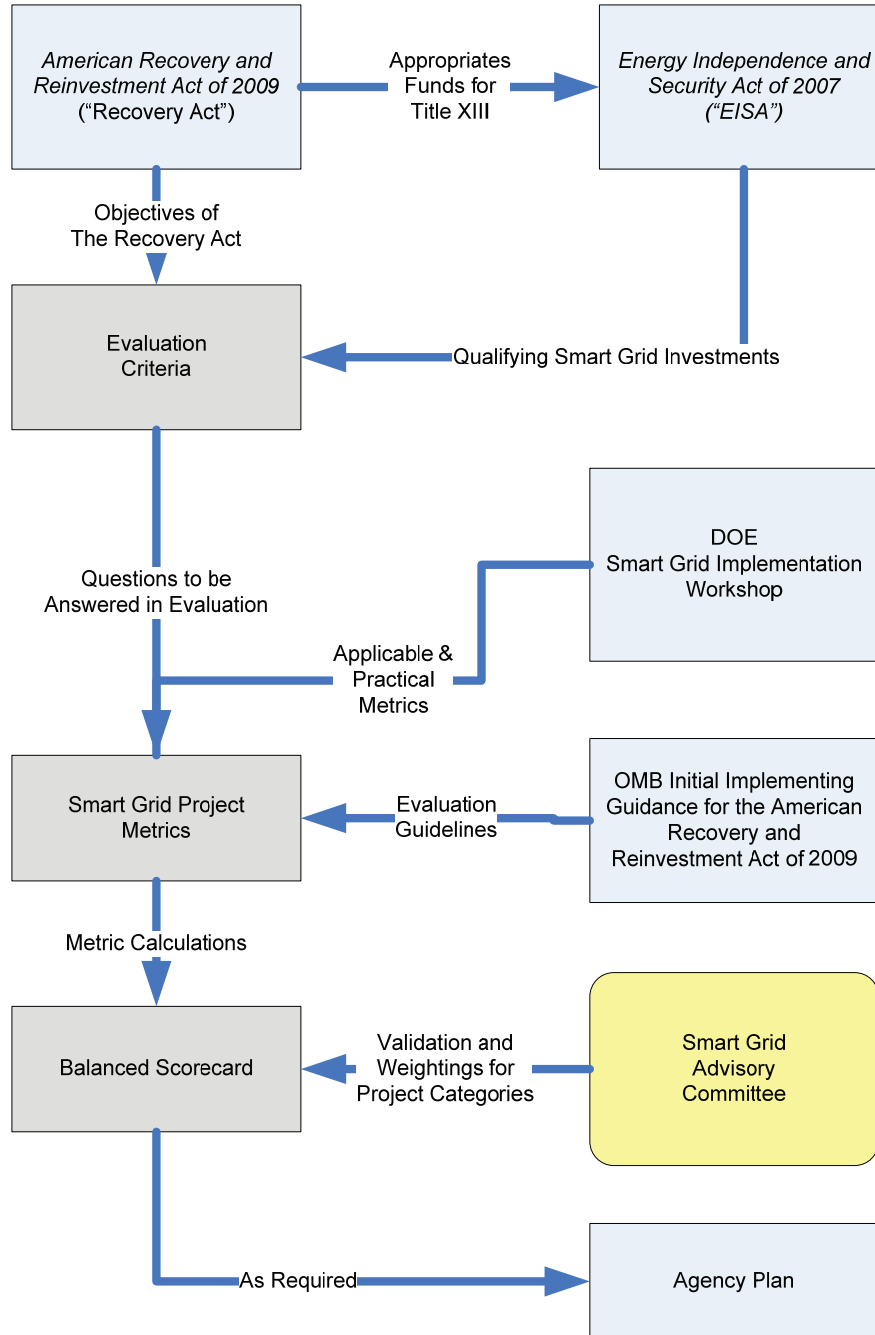 American Recovery and
Reinvestment Act of 2009
(“Recovery Act”)
Appropriates
Funds for
Title XIII
Energy Independence and
Security Act of 2007
(“EISA”)
Objectives of
The Recovery Act
Evaluation
Criteria
Qualifying Smart Grid Investments
DOE
Smart Grid Implementation
Workshop
Questions to be
Answered in Evaluation
Applicable &
Practical
Metrics
Smart Grid Project
Metrics
Evaluation
Guidelines
OMB Initial Implementing
Guidance for the American
Recovery and
Reinvestment Act of 2009
Metric Calculations
Balanced Scorecard
Validation and
Weightings for
Project Categories
Smart Grid
Advisory
Committee
As Required
Agency Plan